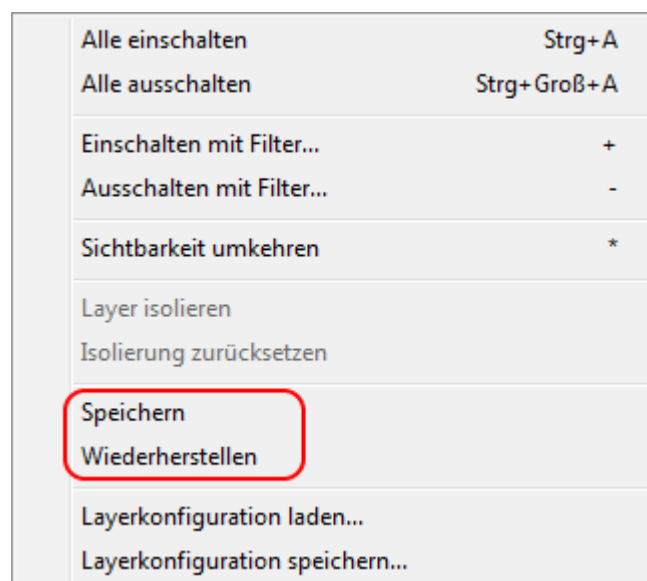 Alle einschalten Strg+A
Alle ausschalten Strg+Groß+A
Einschalten mit Filter... +
Ausschalten mit Filter... -
Sichtbarkeit umkehren *
Layer isolieren
Isolierung zurücksetzen
Speichern
Wiederherstellen
Layerkonfiguration laden...
Layerkonfiguration speichern...